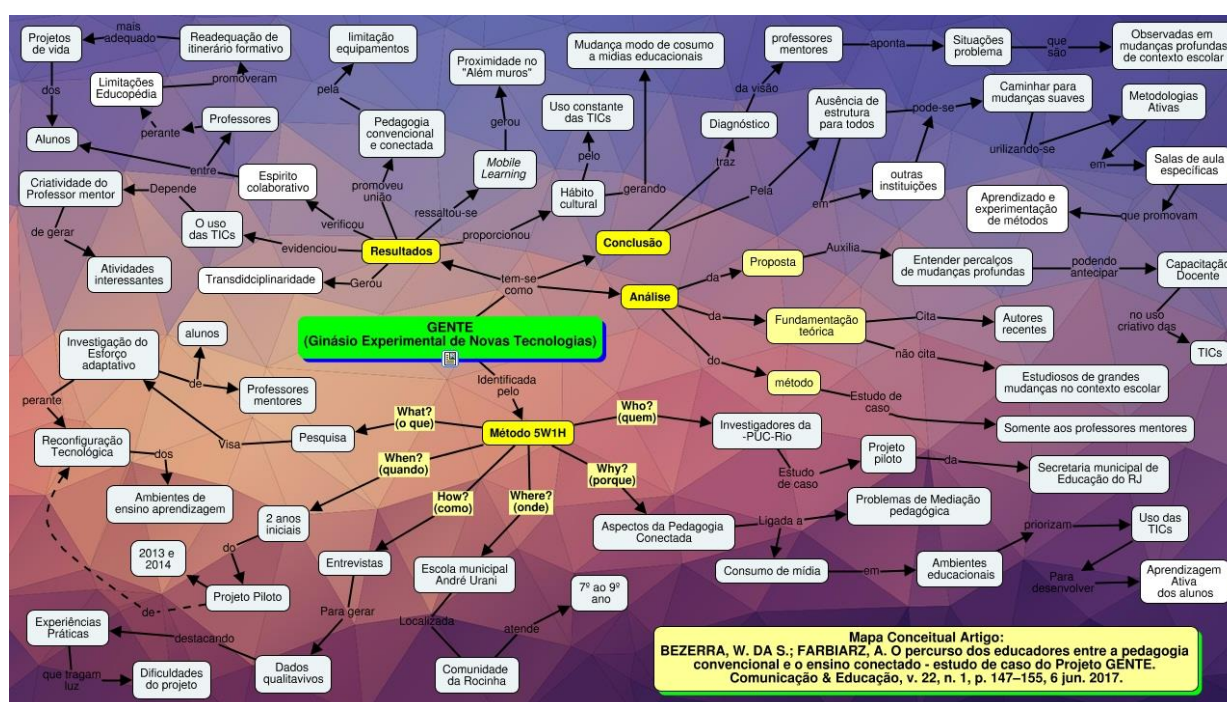 Projetos
de vida
mais
adequado
Readequação de
itinerário formativo
limitação
equipamentos
Mudança modo de cosumo
a mídias educacionais
professores
mentores
aponta
Situações
problema
que
são
Observadas em
mudanças profundas
de contexto escolar
dos
Limitações
Educopédia
promoveram
pela
Proximidade no
"Além muros"
da visão
Ausência de
estrutura
para todos
pode-se
Caminhar para
mudanças suaves
Metodologias
Ativas
perante
Professores
Pedagogia
convencional
e conectada
gerou
Uso constante
das TICs
Diagnóstico
utilizando-se
Alunos
entre
Mobile
Learning
pelo
traz
em
Salas de aula
específicas
Criatividade do
Professor mentor
Depende
Espirito
colaborativo
promoveu
união
Hábito
cultural
gerando
Pela
em
outras
instituições
Aprendizado e
experimentação
de métodos
que promovam
O uso
das TICs
verificou
ressaltou-se
de gerar
evidenciou
Resultados
proporcionou
Conclusão
Proposta
Auxilia
Entender percalços
de mudanças profundas
podendo
antecipar
Capacitação
Docente
Atividades
interessantes
Transdidciplinaridade
Gerou
tem-se
como
Análise
da
GENTE
(Ginásio Experimental de Novas Tecnologias)
da
Fundamentação
teórica
Cita
Autores
recentes
no uso
criativo das
TICs
Investigação do
Esforço
adaptativo
alunos
não cita
Estudiosos de grandes
mudanças no contexto escolar
de
Professores
mentores
Identificada
pelo
do
método
Estudo de
caso
Somente aos professores mentores
perante
What?
(o que)
Who?
(quem)
Investigadores da
-PUC-Rio
Reconfiguração
Tecnológica
Visa
Pesquisa
Método 5W1H
Projeto
piloto
da
Secretaria municipal de
Educação do RJ
dos
When?
(quando)
Why?
(porque)
Estudo
de caso
Ambientes de
ensino aprendizagem
How?
(como)
Where?
(onde)
Problemas de Mediação
pedagógica
2 anos
iniciais
Aspectos da Pedagogia
Conectada
Ligada a
priorizam
Uso das
TICs
2013 e
2014
do
Entrevistas
Escola municipal
André Urani
Consumo de mídia
em
Ambientes
educacionais
7º ao 9º
ano
Para
desenvolver
Aprendizagem
Ativa
dos alunos
de
Projeto Piloto
Para gerar
Localizada
atende
Experiências
Práticas
destacando
que tragam
luz
Dificuldades
do projeto
Dados
qualitavivos
Comunidade
da Rocinha
Mapa Conceitual Artigo:
BEZERRA, W. DA S.; FARBIARZ, A. O percurso dos educadores entre a pedagogia
convencional e o ensino conectado - estudo de caso do Projeto GENTE.
Comunicação & Educação, v. 22, n. 1, p. 147–155, 6 jun. 2017.